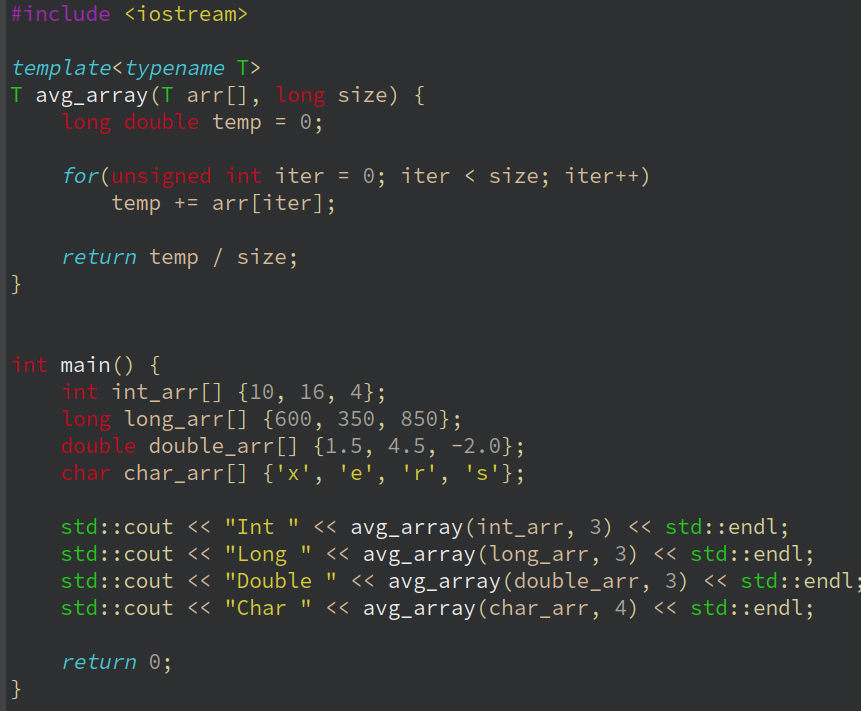 #include <iostream>

template<typename T>
T avg_array(T arr[], long size) {
    long double temp = 0;

    for(unsigned int iter = 0; iter < size; iter++)
        temp += arr[iter];

    return temp / size;
}


int main() {
    int int_arr[] {10, 16, 4};
    long long_arr[] {600, 350, 850};
    double double_arr[] {1.5, 4.5, -2.0};
    char char_arr[] {'x', 'e', 'r', 's'};

    std::cout << "Int " << avg_array(int_arr, 3) << std::endl;
    std::cout << "Long " << avg_array(long_arr, 3) << std::endl;
    std::cout << "Double " << avg_array(double_arr, 3) << std::endl;
    std::cout << "Char " << avg_array(char_arr, 4) << std::endl;

    return 0;
}